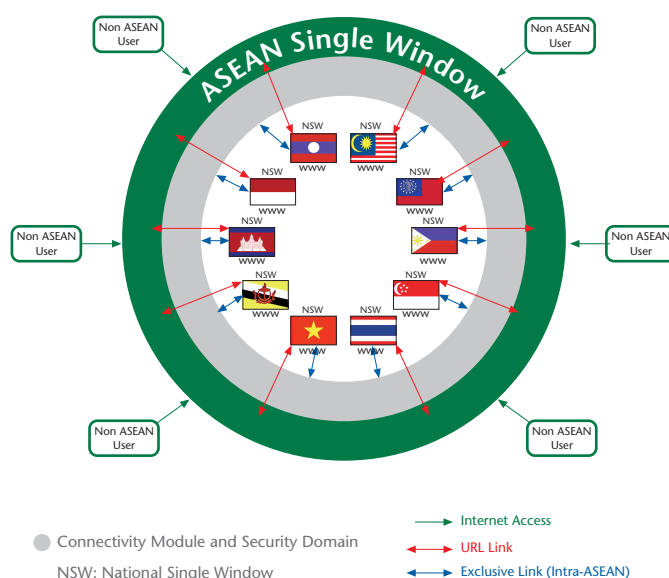 Non ASEAN
User
Non ASEAN
User
ASEAN Single Window
NSW
WWW
NSW
WWW
NSW
WWW
NSW
WWW
NSW
WWW
NSW
WWW
Non ASEAN
User
Non ASEAN
User
NSW
WWW
NSW
WWW
NSW
WWW
NSW
WWW
Non ASEAN
User
Non ASEAN
User
Internet Access
Connectivity Module and Security Domain
URL Link
NSW: National Single Window
Exclusive Link (Intra-ASEAN)